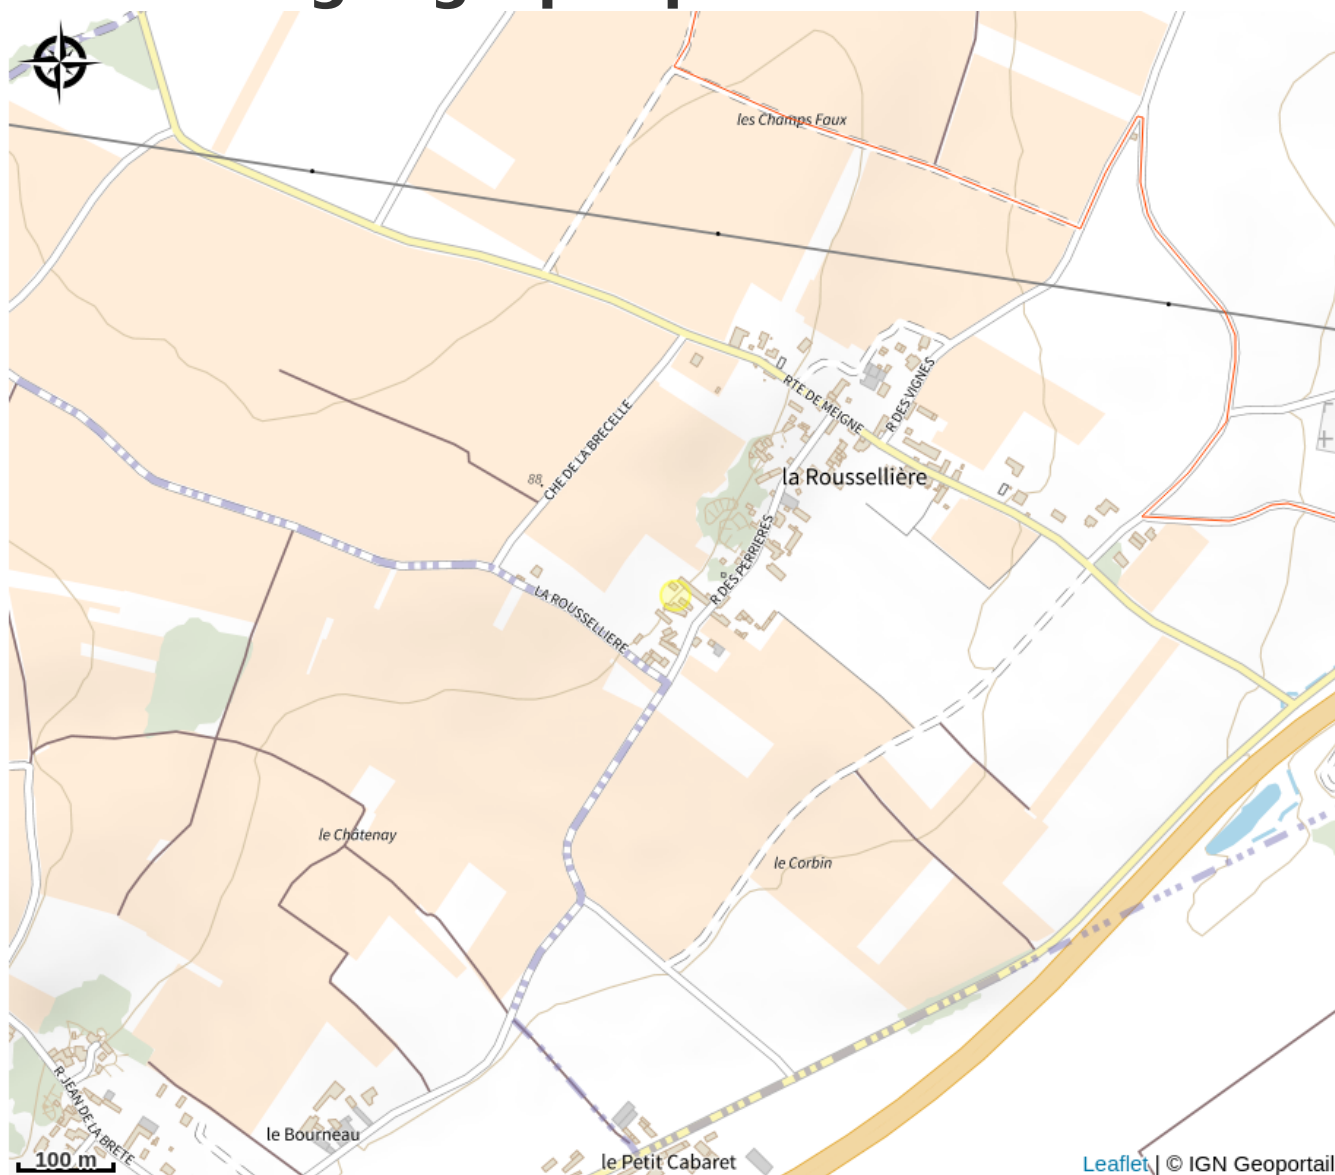 les Champs Faux
RTE DE MEIGNE
R DES VIGNES
CHE DE LA BRECELLE
88
la Roussellière
R DES PERRIERES
LA ROUSSELLIERE
le Châtenay
le Corbin
R JEAN DE LA BRETE
le Bourneau
le Petit Cabaret
100 m
Leaflet | © IGN Geoportail